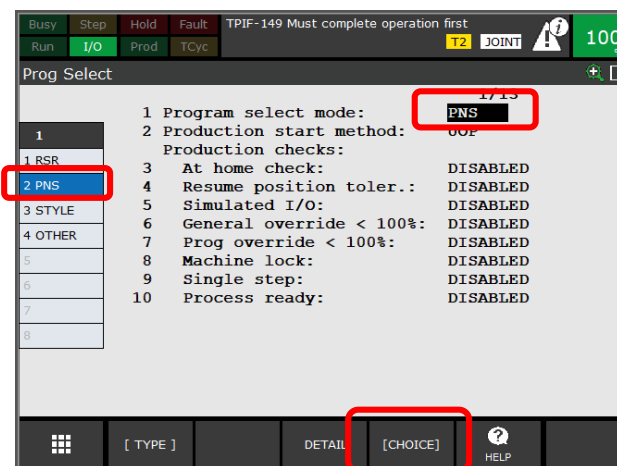 Busy Step Hold Fault TPIF-149 Must complete operation first
Run I/O Prod TCyc T2 JOINT 100
Prog Select
1/13
1 Program select mode: PNS
2 Production start method: UOP
Production checks:
3 At home check: DISABLED
4 Resume position toler.: DISABLED
5 Simulated I/O: DISABLED
6 General override < 100%: DISABLED
7 Prog override < 100%: DISABLED
8 Machine lock: DISABLED
9 Single step: DISABLED
10 Process ready: DISABLED
1
1 RSR
2 PNS
3 STYLE
4 OTHER
5
6
7
8
[ TYPE ] DETAIL [CHOICE] HELP